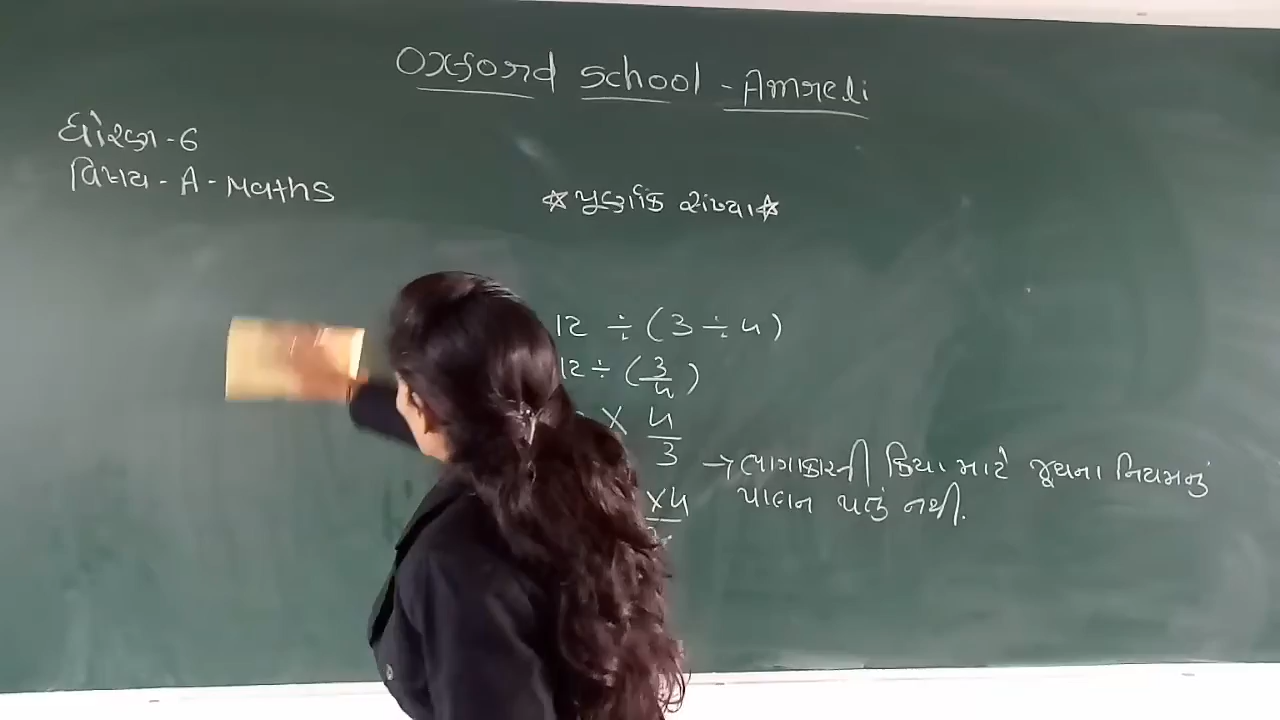 Oxford School - Amreli
ધોરણ - 6
વિષય - A - Maths
☆ પૂર્ણાંક સંખ્યા ☆
12 ÷ (3 ÷ 4)
12 ÷ (3/4)
× 4/3
×4
→ ભાગાકારની ક્રિયા માટે જૂથના નિયમનું
પાલન થતું નથી.